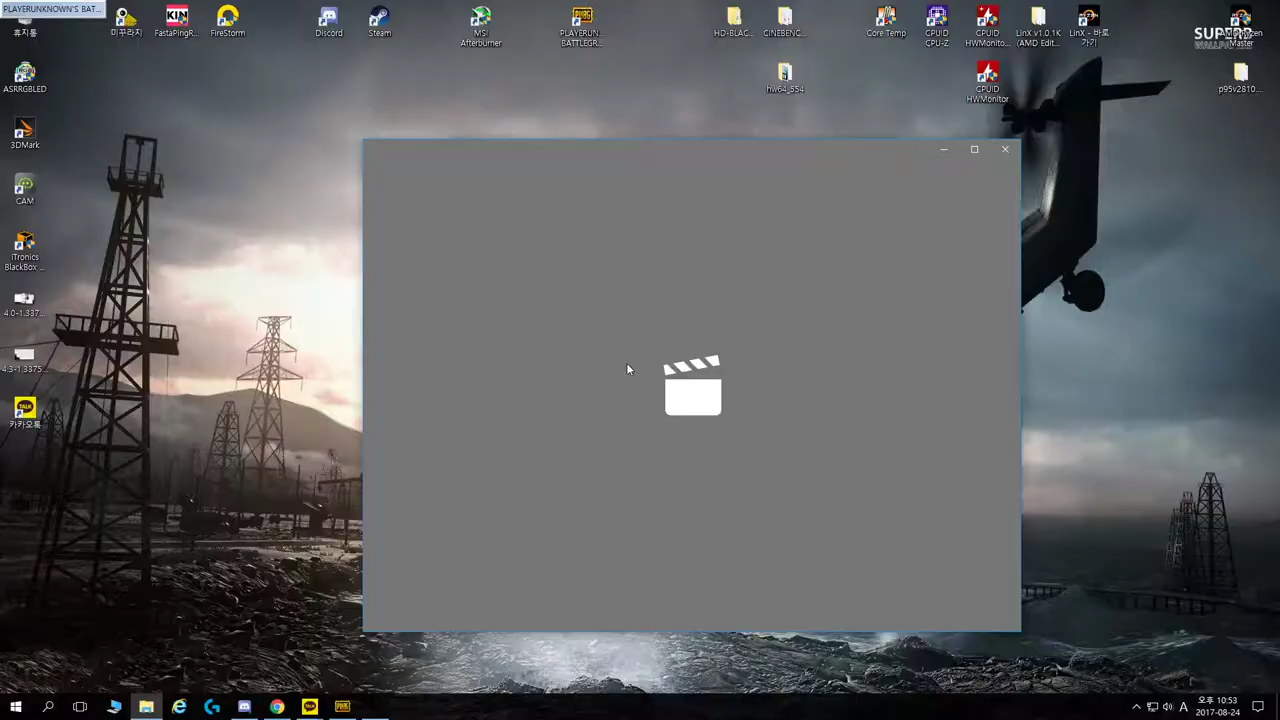 PLAYERUNKNOWN'S BAT...
휴지통
미꾸라지
FastaPingR...
FireStorm
Discord
Steam
MSI
Afterburner
PLAYERUN...
BATTLEGR...
HD-BLAC...
CINEBENC...
Core Temp
CPUID
CPU-Z
CPUID
HWMonito...
LinX v1.0.1K
(AMD Edit...
LinX - 바로
가기
Master
SUPERB
ASRRGBLED
hw64_554
CPUID
HWMonitor
p95v2810....
3DMark
CAM
iTronics
BlackBox ...
4.0-1.337...
4.3-1.3375...
카카오톡
A
오후 10:53
2017-08-24